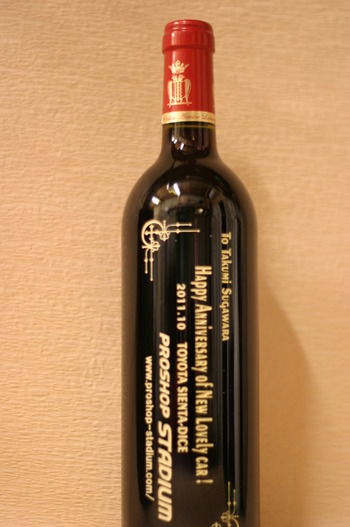 To Takumi Sugawara
Happy Anniversary of New Lovely car !
2011.10 TOYOTA SIENTA-DICE
PROSHOP STADIUM
www.proshop-stadium.com/